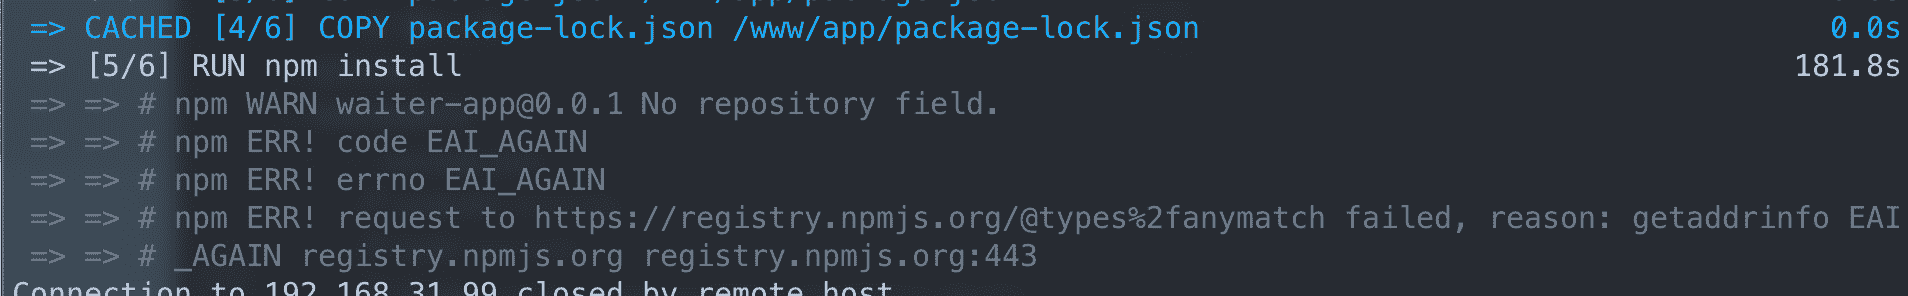 => CACHED [4/6] COPY package-lock.json /www/app/package-lock.json 0.0s
=> [5/6] RUN npm install 181.8s
=> => # npm WARN waiter-app@0.0.1 No repository field.
=> => # npm ERR! code EAI_AGAIN
=> => # npm ERR! errno EAI_AGAIN
=> => # npm ERR! request to https://registry.npmjs.org/@types%2fanymatch failed, reason: getaddrinfo EAI
=> => # _AGAIN registry.npmjs.org registry.npmjs.org:443
Connection to 192.168.31.99 closed by remote host.